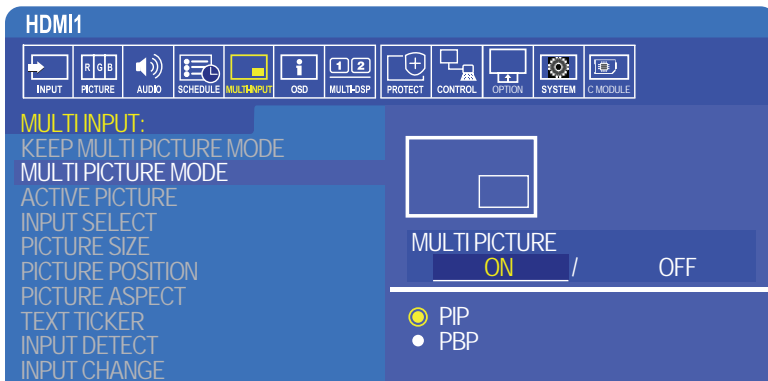 HDMI1
INPUT
R G B
PICTURE
AUDIO
SCHEDULE
MULTI-INPUT
OSD
1 2
MULTI-DSP
PROTECT
CONTROL
OPTION
SYSTEM
C MODULE
MULTI INPUT:
KEEP MULTI PICTURE MODE
MULTI PICTURE MODE
ACTIVE PICTURE
INPUT SELECT
PICTURE SIZE
PICTURE POSITION
PICTURE ASPECT
TEXT TICKER
INPUT DETECT
INPUT CHANGE
MULTI PICTURE
ON / OFF
PIP
PBP